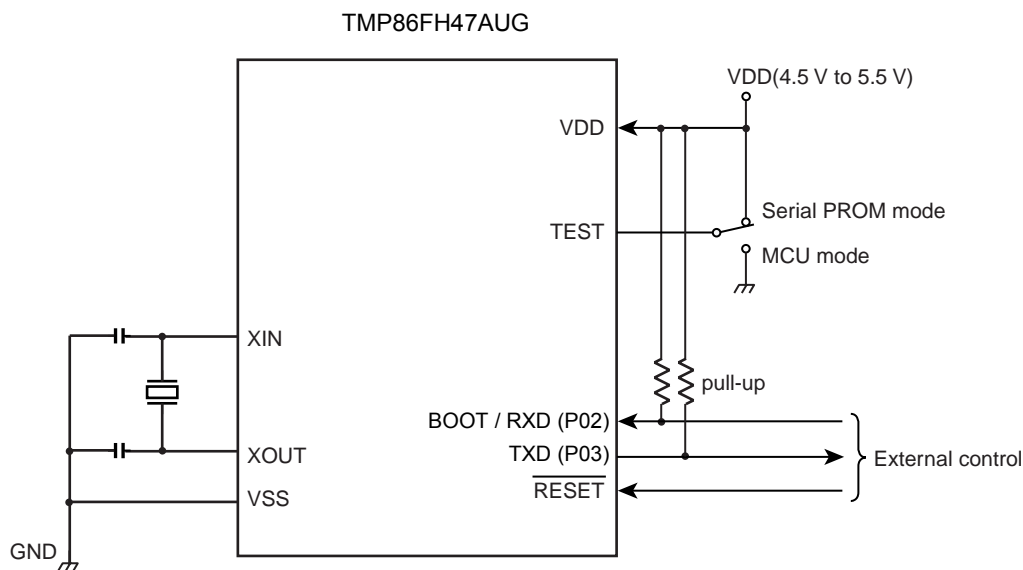 TMP86FH47AUG
VDD(4.5 V to 5.5 V)
VDD
Serial PROM mode
TEST
MCU mode
XIN
pull-up
BOOT / RXD (P02)
XOUT
TXD (P03)
External control
RESET
VSS
GND